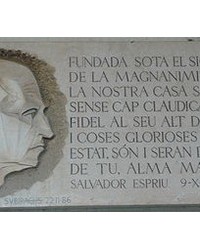 FUNDADA SOTA EL SI
DE LA MAGNANIMI
LA NOSTRA CASA S
SENSE CAP CLAUDICA
FIDEL AL SEU ALT D
I COSES GLORIOSES
ESTAT, SÓN I SERAN
DE TU, ALMA MA
SALVADOR ESPRIU 9-X